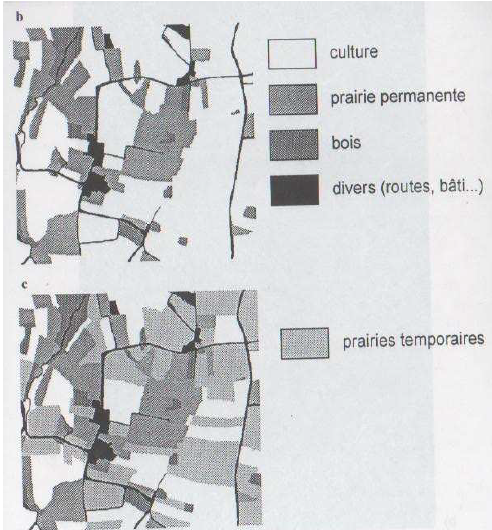 b
culture
prairie permanente
bois
divers (routes, bâti...)
c
prairies temporaires